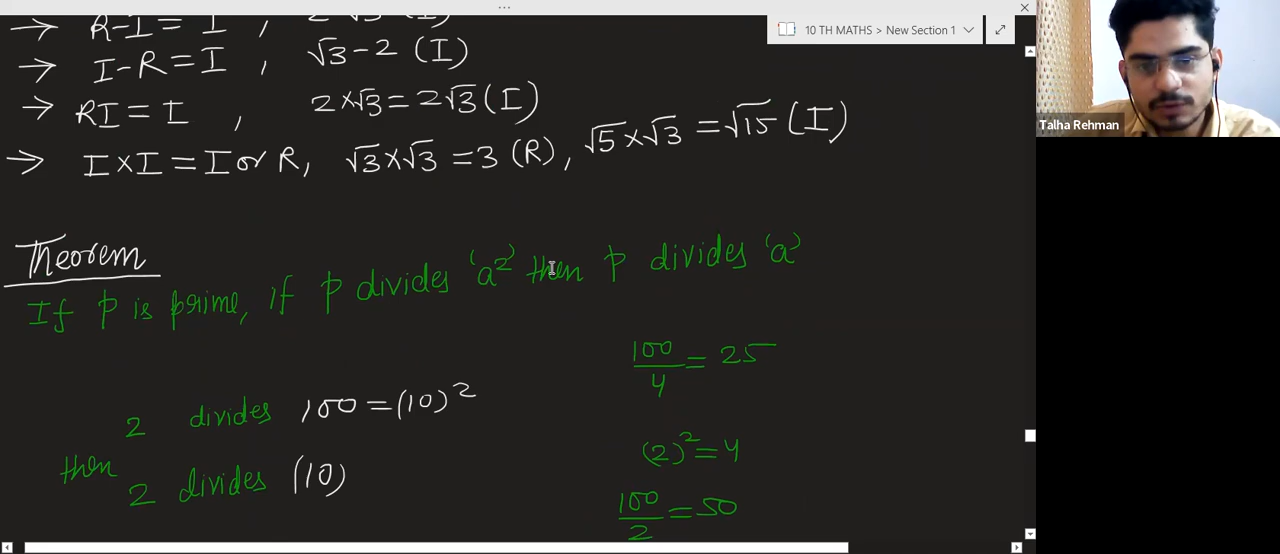 → R-I = I , 2-√3 (I)
→ I-R = I , √3-2 (I)
→ RI = I , 2×√3 = 2√3 (I)
→ I×I = I or R, √3×√3 = 3 (R), √5×√3 = √15 (I)
10 TH MATHS > New Section 1
Talha Rehman
Theorem
If p is prime, if p divides 'a²' then p divides 'a'
100/4 = 25
2 divides 100 = (10)²
(2)² = 4
then
2 divides (10)
100/2 = 50